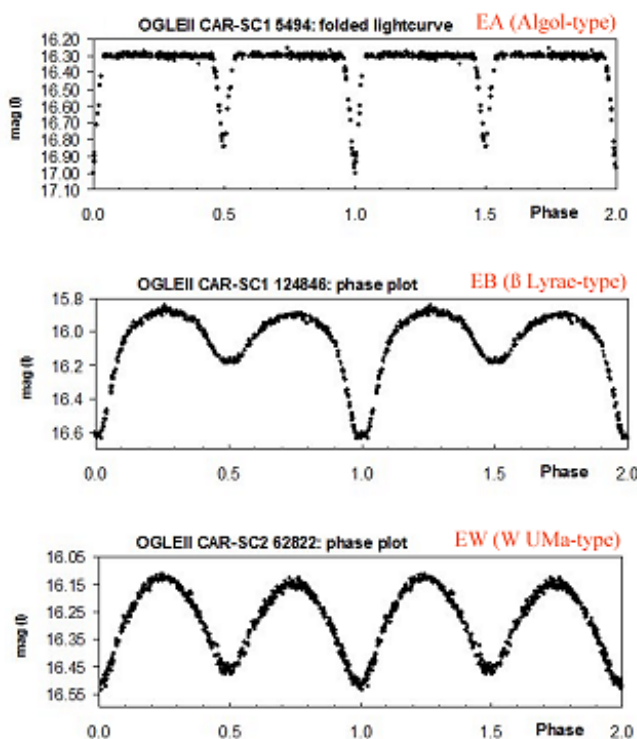 OGLEII CAR-SC1 5494: folded lightcurve EA (Algol-type)
mag (I)
16.20
16.30
16.40
16.50
16.60
16.70
16.80
16.90
17.00
17.10
0.0 0.5 1.0 1.5 Phase 2.0
OGLEII CAR-SC1 124846: phase plot EB (ß Lyrae-type)
mag (I)
15.8
16.0
16.2
16.4
16.6
Phase
0.0 0.5 1.0 1.5 2.0
OGLEII CAR-SC2 62822: phase plot EW (W UMa-type)
mag (I)
16.05
16.15
16.25
16.35
16.45
16.55
0.0 0.5 1.0 1.5 Phase 2.0